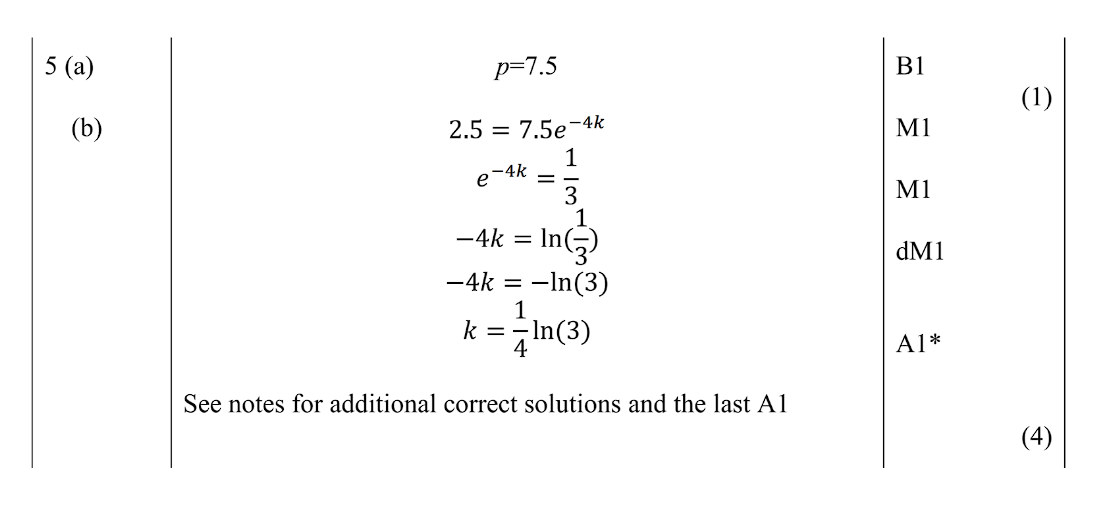 5 (a) p=7.5 B1
(1)
(b) 2.5 = 7.5e^{-4k} M1
e^{-4k} = \frac{1}{3} M1
−4k = ln(\frac{1}{3}) dM1
−4k = −ln(3)
k = \frac{1}{4}ln(3) A1*
See notes for additional correct solutions and the last A1
(4)